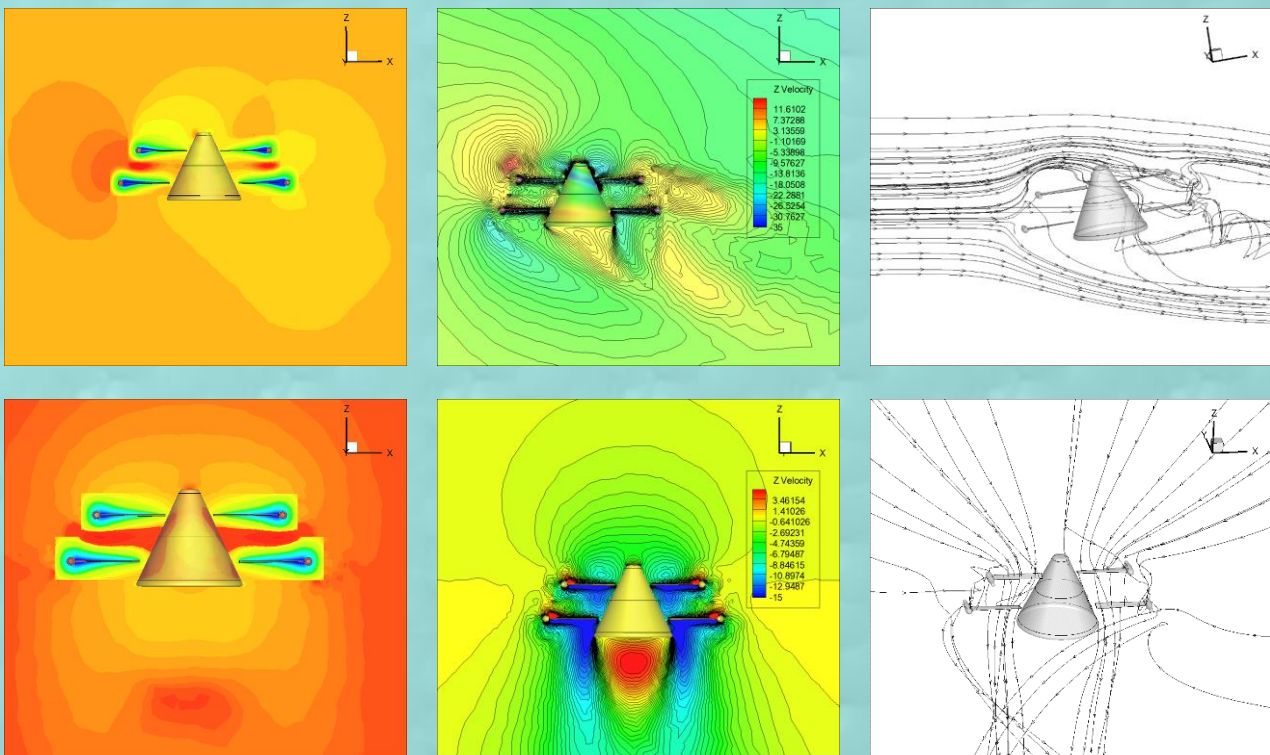 Z
Y
X
Z
Y
X
Z Velocity
11.6102
7.37288
3.13559
-1.10169
-5.33898
-9.57627
-13.8136
-18.0508
-22.2881
-26.5254
-30.7627
-35
Z
Y
X
Z
X
Z
X
Z Velocity
3.46154
1.41026
-0.641026
-2.69231
-4.74359
-6.79487
-8.84615
-10.8974
-12.9487
-15
Z
Y
X